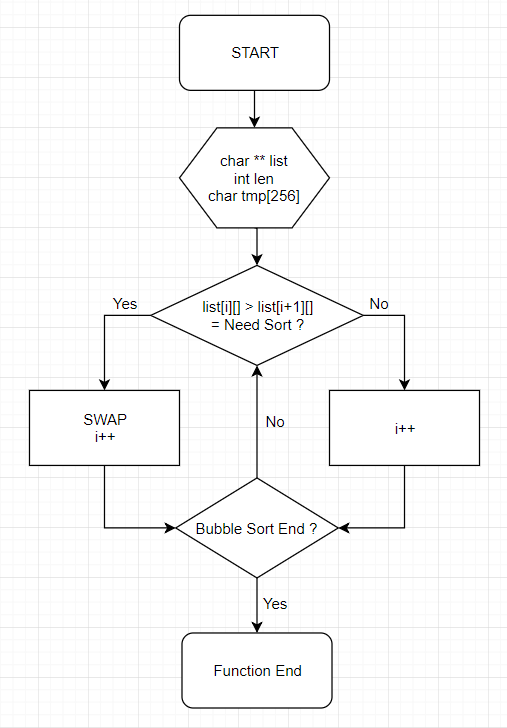 START
char ** list
int len
char tmp[256]
Yes
No
list[i][] > list[i+1][]
= Need Sort ?
SWAP
i++
i++
No
Bubble Sort End ?
Yes
Function End